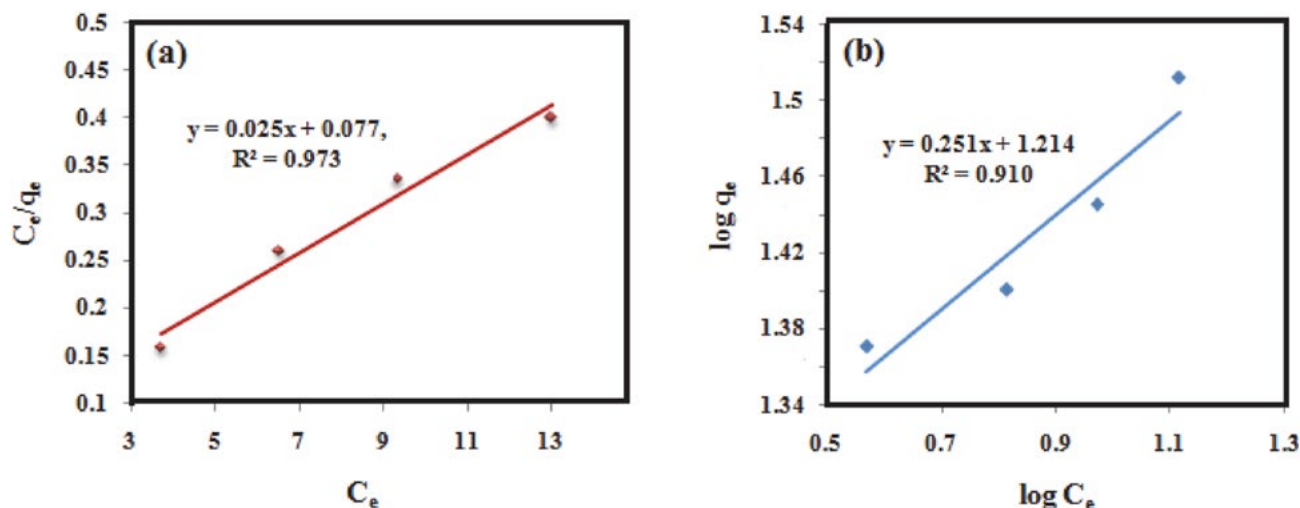 (a)
y = 0.025x + 0.077,
R² = 0.973
0.5
0.45
0.4
0.35
0.3
0.25
0.2
0.15
0.1
3 5 7 9 11 13
Cₑ/qₑ
Cₑ
(b)
y = 0.251x + 1.214
R² = 0.910
1.54
1.5
1.46
1.42
1.38
1.34
0.5 0.7 0.9 1.1 1.3
log qₑ
log Cₑ